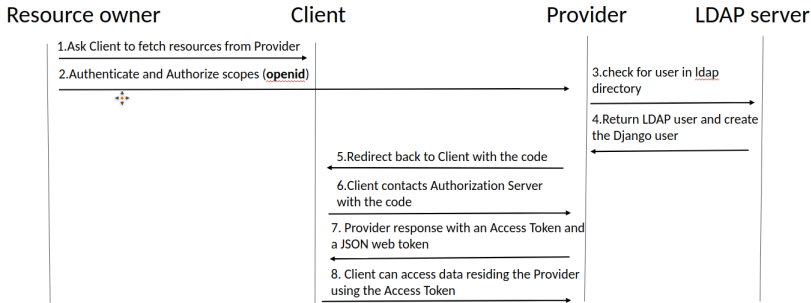 Resource owner
Client
Provider
LDAP server
1.Ask Client to fetch resources from Provider
2.Authenticate and Authorize scopes (openid)
3.check for user in ldap
directory
4.Return LDAP user and create
the Django user
5.Redirect back to Client with the code
6.Client contacts Authorization Server
with the code
7. Provider response with an Access Token and
a JSON web token
8. Client can access data residing the Provider
using the Access Token